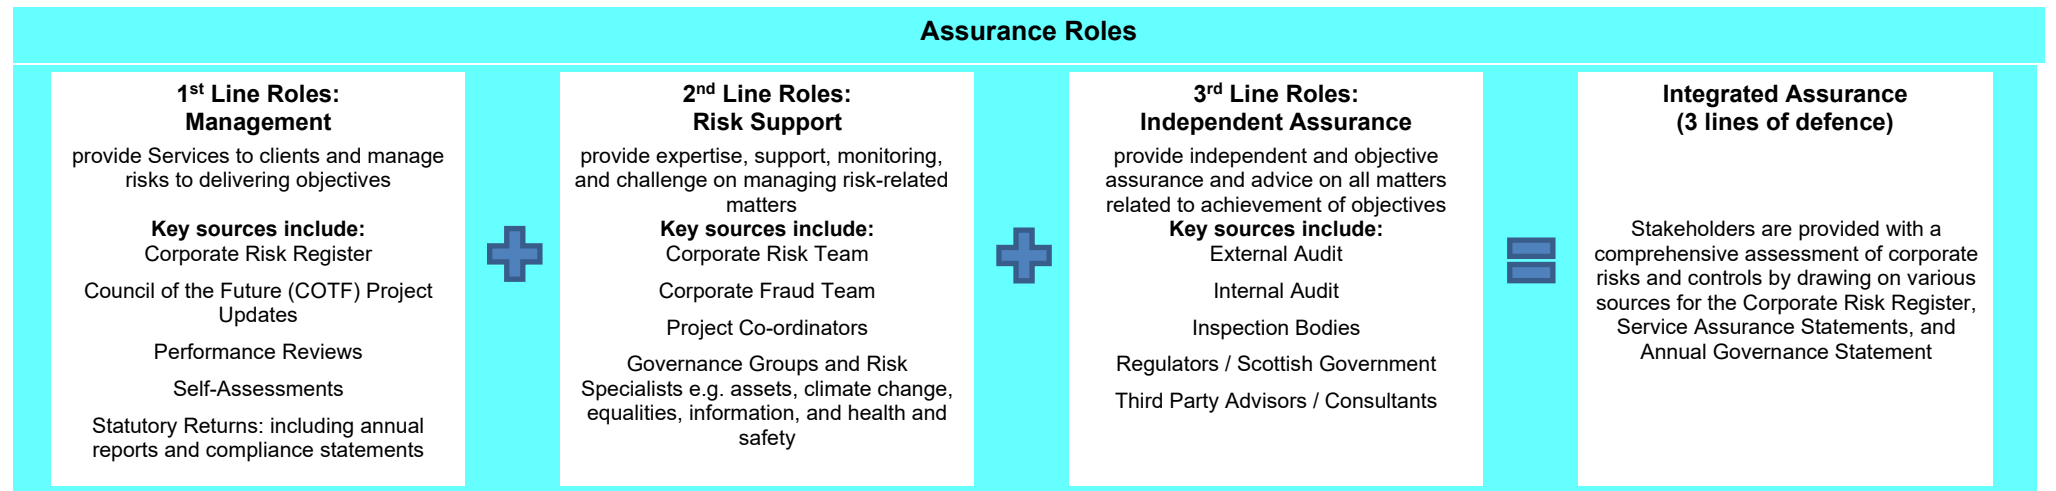 Assurance Roles
1st Line Roles:
Management
provide Services to clients and manage
risks to delivering objectives
Key sources include:
Corporate Risk Register
Council of the Future (COTF) Project
Updates
Performance Reviews
Self-Assessments
Statutory Returns: including annual
reports and compliance statements
2nd Line Roles:
Risk Support
provide expertise, support, monitoring,
and challenge on managing risk-related
matters
Key sources include:
Corporate Risk Team
Corporate Fraud Team
Project Co-ordinators
Governance Groups and Risk
Specialists e.g. assets, climate change,
equalities, information, and health and
safety
3rd Line Roles:
Independent Assurance
provide independent and objective
assurance and advice on all matters
related to achievement of objectives
Key sources include:
External Audit
Internal Audit
Inspection Bodies
Regulators / Scottish Government
Third Party Advisors / Consultants
Integrated Assurance
(3 lines of defence)
Stakeholders are provided with a
comprehensive assessment of corporate
risks and controls by drawing on various
sources for the Corporate Risk Register,
Service Assurance Statements, and
Annual Governance Statement